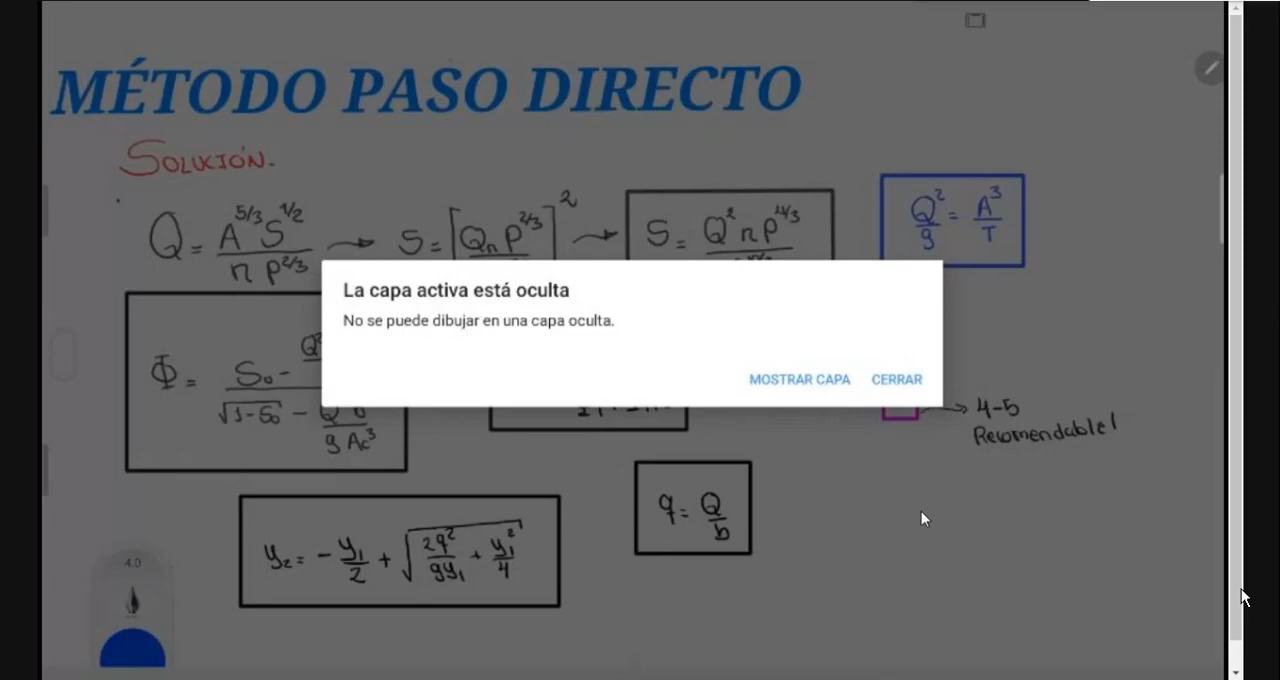 MÉTODO PASO DIRECTO
SOLUCIÓN.
Q = A^5/3 S^1/2 / n P^2/3 → S = [Qn P^2/3]^2 → S = Q^2 n P^4/3
Q^2/g = A^3/T
La capa activa está oculta
No se puede dibujar en una capa oculta.
MOSTRAR CAPA CERRAR
Φ = S₀ - / √1-S₀ - g Ac^3
→ 4-5
Recomendable!
q = Q/b
y₂ = - y₁/2 + √ 2q^2/gy₁ + y₁^2/4
4.0